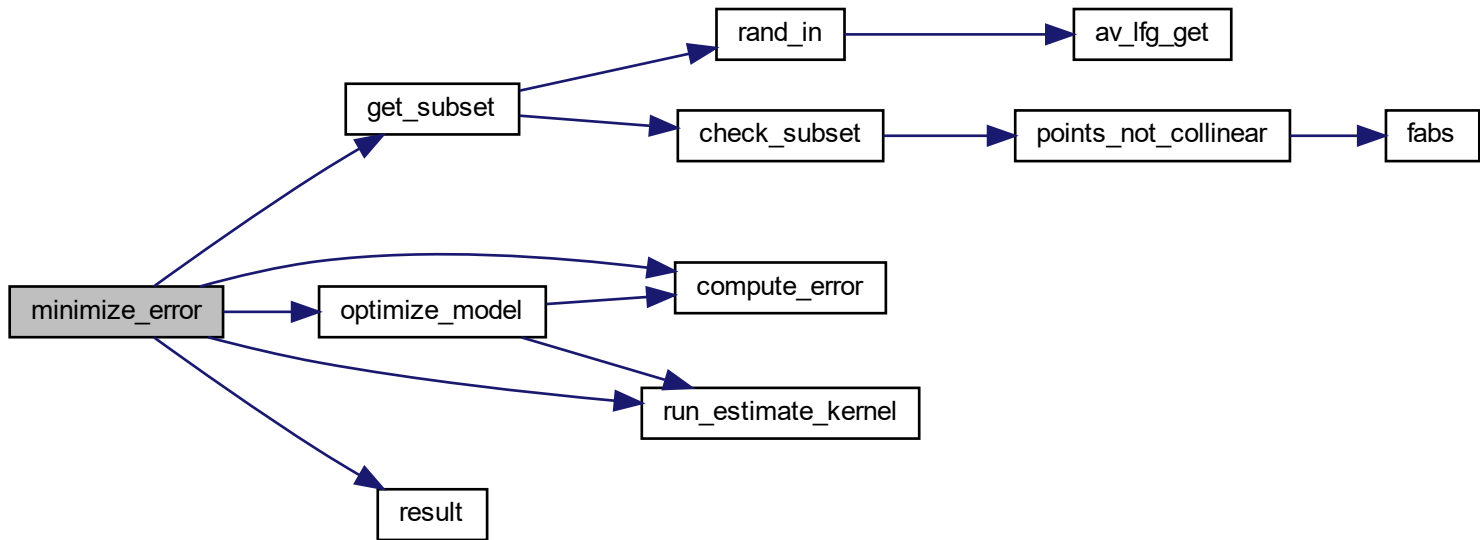 rand_in
av_lfg_get
get_subset
check_subset
points_not_collinear
fabs
compute_error
minimize_error
optimize_model
run_estimate_kernel
result